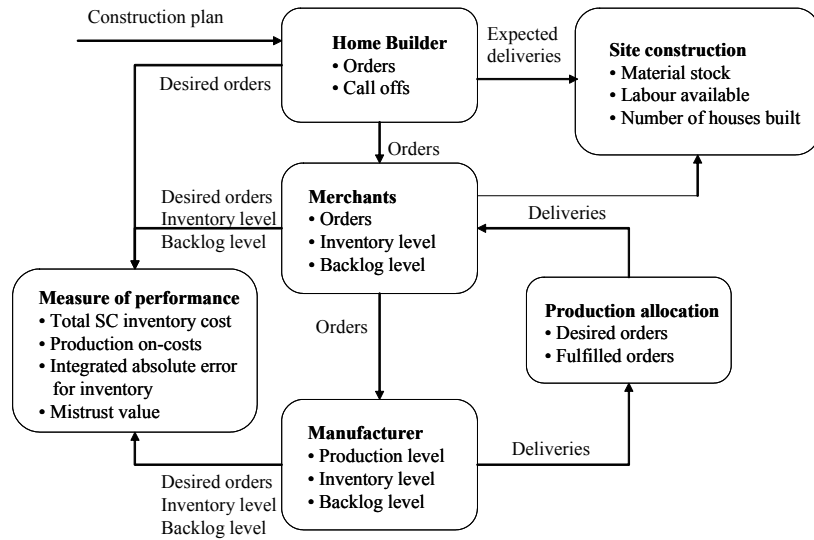 Construction plan
Home Builder
• Orders
• Call offs
Expected
deliveries
Site construction
• Material stock
• Labour available
• Number of houses built
Desired orders
Orders
Desired orders
Inventory level
Backlog level
Merchants
• Orders
• Inventory level
• Backlog level
Deliveries
Measure of performance
• Total SC inventory cost
• Production on-costs
• Integrated absolute error
for inventory
• Mistrust value
Orders
Production allocation
• Desired orders
• Fulfilled orders
Manufacturer
• Production level
• Inventory level
• Backlog level
Deliveries
Desired orders
Inventory level
Backlog level